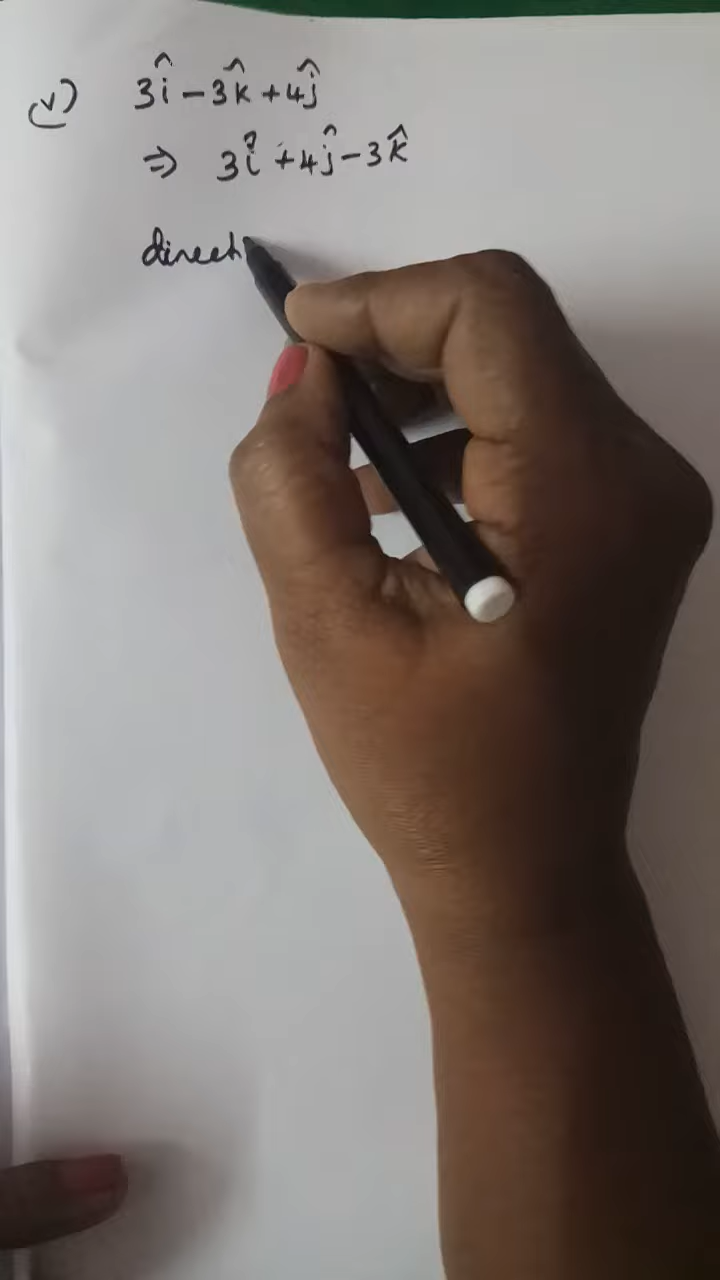 (v) 3î - 3k̂ + 4ĵ
⇒ 3î + 4ĵ - 3k̂
direct